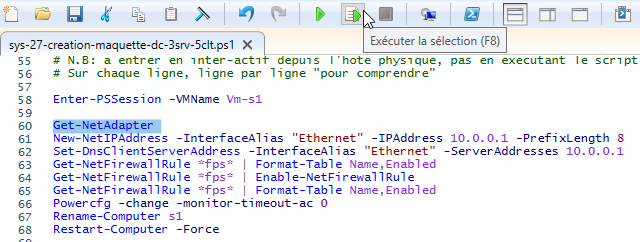 sys-27-creation-maquette-dc-3srv-5clt.ps1 X
Exécuter la sélection (F8)
55 # N.B: a entrer en inter-actif depuis l'hote physique, pas en executant le script
56 # Sur chaque ligne, ligne par ligne "pour comprendre"
57
58 Enter-PSSession -VMName Vm-s1
59
60 Get-NetAdapter
61 New-NetIPAddress -InterfaceAlias "Ethernet" -IPAddress 10.0.0.1 -PrefixLength 8
62 Set-DnsClientServerAddress -InterfaceAlias "Ethernet" -ServerAddresses 10.0.0.1
63 Get-NetFirewallRule *fps* | Format-Table Name,Enabled
64 Get-NetFirewallRule *fps* | Enable-NetFirewallRule
65 Get-NetFirewallRule *fps* | Format-Table Name,Enabled
66 Powercfg -change -monitor-timeout-ac 0
67 Rename-Computer s1
68 Restart-Computer -Force